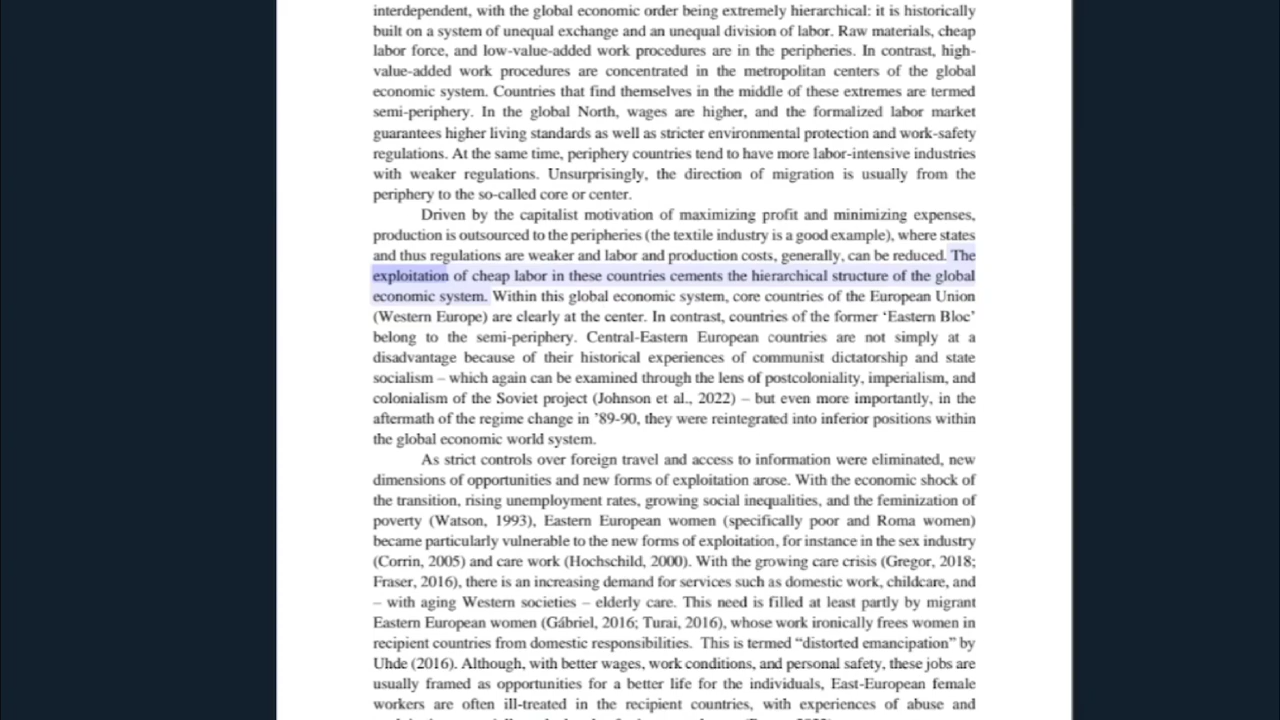 interdependent, with the global economic order being extremely hierarchical: it is historically
built on a system of unequal exchange and an unequal division of labor. Raw materials, cheap
labor force, and low-value-added work procedures are in the peripheries. In contrast, high-
value-added work procedures are concentrated in the metropolitan centers of the global
economic system. Countries that find themselves in the middle of these extremes are termed
semi-periphery. In the global North, wages are higher, and the formalized labor market
guarantees higher living standards as well as stricter environmental protection and work-safety
regulations. At the same time, periphery countries tend to have more labor-intensive industries
with weaker regulations. Unsurprisingly, the direction of migration is usually from the
periphery to the so-called core or center.
Driven by the capitalist motivation of maximizing profit and minimizing expenses,
production is outsourced to the peripheries (the textile industry is a good example), where states
and thus regulations are weaker and labor and production costs, generally, can be reduced. The
exploitation of cheap labor in these countries cements the hierarchical structure of the global
economic system. Within this global economic system, core countries of the European Union
(Western Europe) are clearly at the center. In contrast, countries of the former ‘Eastern Bloc’
belong to the semi-periphery. Central-Eastern European countries are not simply at a
disadvantage because of their historical experiences of communist dictatorship and state
socialism – which again can be examined through the lens of postcoloniality, imperialism, and
colonialism of the Soviet project (Johnson et al., 2022) – but even more importantly, in the
aftermath of the regime change in ’89-90, they were reintegrated into inferior positions within
the global economic world system.
As strict controls over foreign travel and access to information were eliminated, new
dimensions of opportunities and new forms of exploitation arose. With the economic shock of
the transition, rising unemployment rates, growing social inequalities, and the feminization of
poverty (Watson, 1993), Eastern European women (specifically poor and Roma women)
became particularly vulnerable to the new forms of exploitation, for instance in the sex industry
(Corrin, 2005) and care work (Hochschild, 2000). With the growing care crisis (Gregor, 2018;
Fraser, 2016), there is an increasing demand for services such as domestic work, childcare, and
– with aging Western societies – elderly care. This need is filled at least partly by migrant
Eastern European women (Gábriel, 2016; Turai, 2016), whose work ironically frees women in
recipient countries from domestic responsibilities. This is termed “distorted emancipation” by
Uhde (2016). Although, with better wages, work conditions, and personal safety, these jobs are
usually framed as opportunities for a better life for the individuals, East-European female
workers are often ill-treated in the recipient countries, with experiences of abuse and